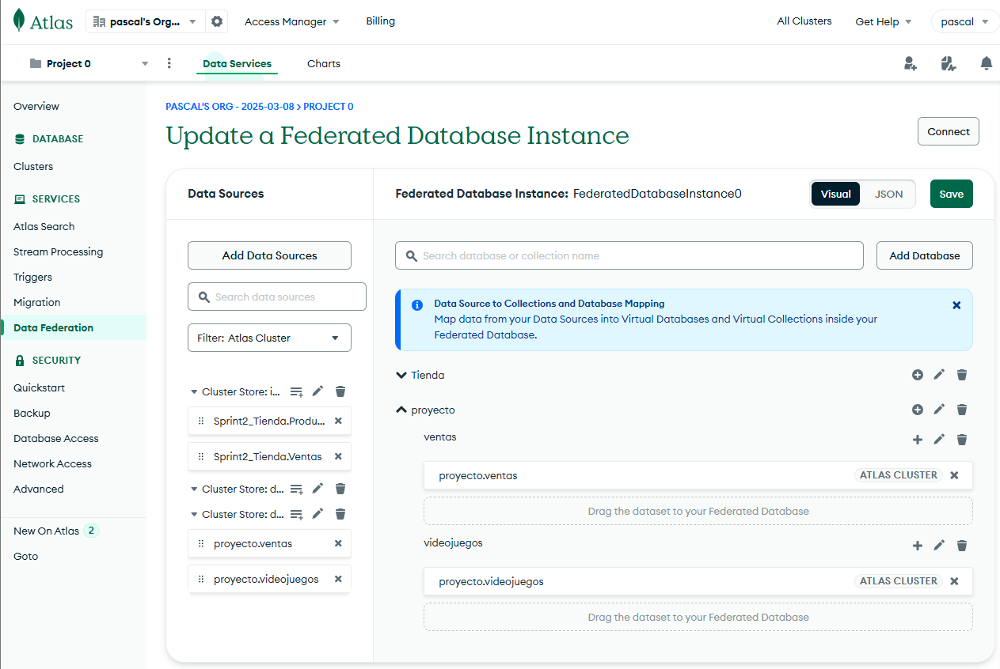 Atlas
pascal's Org...
Access Manager
Billing
All Clusters
Get Help
pascal
Project 0
Data Services
Charts
Overview
DATABASE
Clusters
SERVICES
Atlas Search
Stream Processing
Triggers
Migration
Data Federation
SECURITY
Quickstart
Backup
Database Access
Network Access
Advanced
New On Atlas 2
Goto
PASCAL'S ORG - 2025-03-08 > PROJECT 0
Update a Federated Database Instance
Connect
Data Sources
Add Data Sources
Search data sources
Filter: Atlas Cluster
Cluster Store: i...
Sprint2_Tienda.Produ...
Sprint2_Tienda.Ventas
Cluster Store: d...
Cluster Store: d...
proyecto.ventas
proyecto.videojuegos
Federated Database Instance: FederatedDatabaseInstance0
Visual
JSON
Save
Search database or collection name
Add Database
Data Source to Collections and Database Mapping
Map data from your Data Sources into Virtual Databases and Virtual Collections inside your
Federated Database.
Tienda
proyecto
ventas
proyecto.ventas ATLAS CLUSTER
Drag the dataset to your Federated Database
videojuegos
proyecto.videojuegos ATLAS CLUSTER
Drag the dataset to your Federated Database